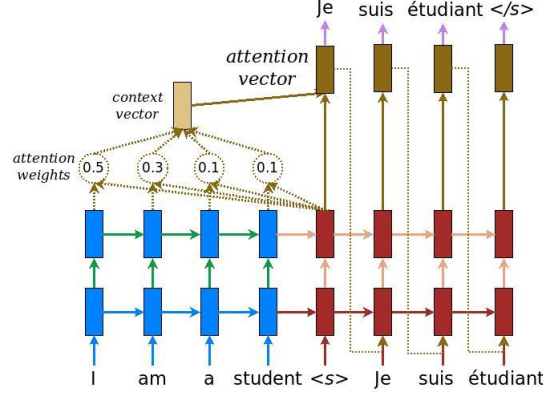 Je suis étudiant </s>
attention
vector
context
vector
attention
weights
0.5 0.3 0.1 0.1
I am a student <s> Je suis étudiant